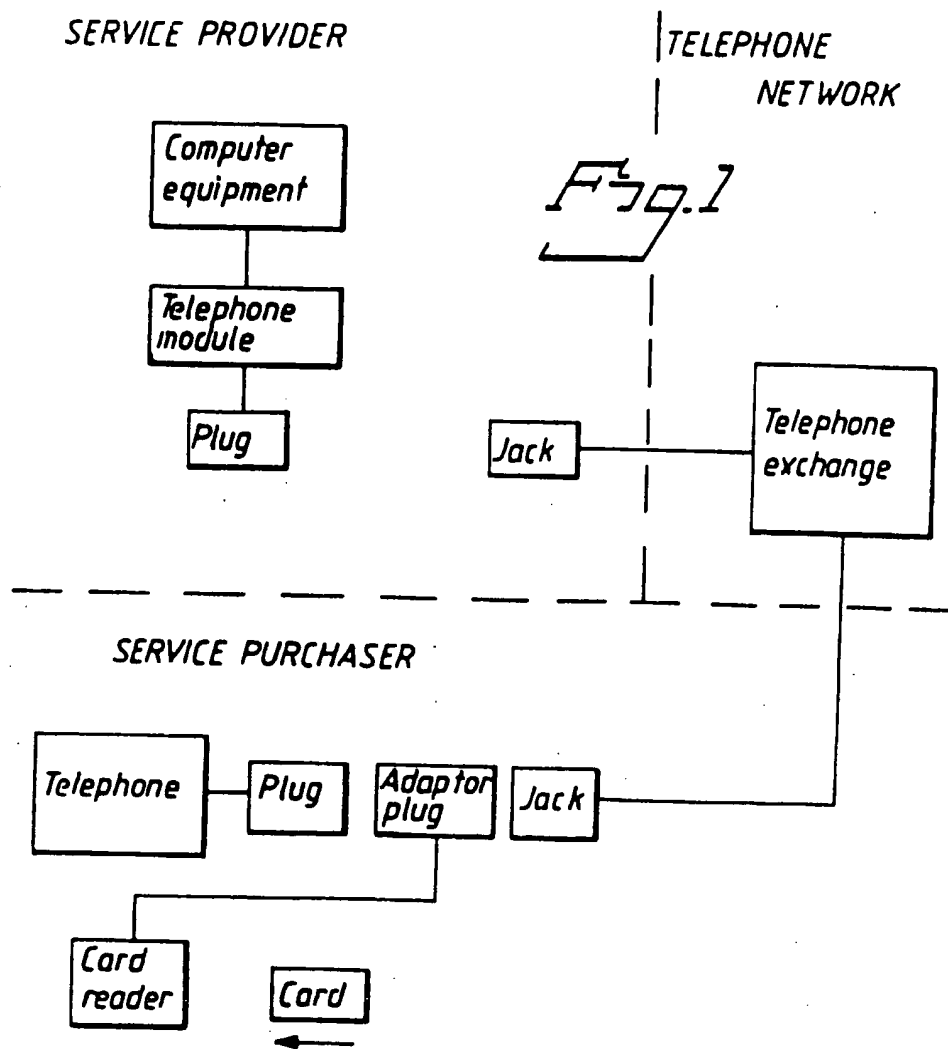 SERVICE PROVIDER
TELEPHONE
NETWORK
Computer
equipment
Fig.1
Telephone
module
Plug
Jack
Telephone
exchange
SERVICE PURCHASER
Telephone
Plug
Adaptor
plug
Jack
Card
reader
Card